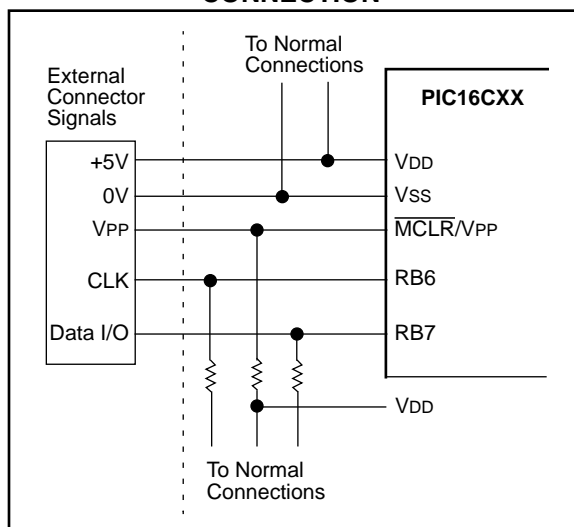 CONNECTION
To Normal
Connections
External
Connector
Signals
PIC16CXX
+5V
VDD
0V
VSS
VPP
MCLR/VPP
CLK
RB6
Data I/O
RB7
VDD
To Normal
Connections